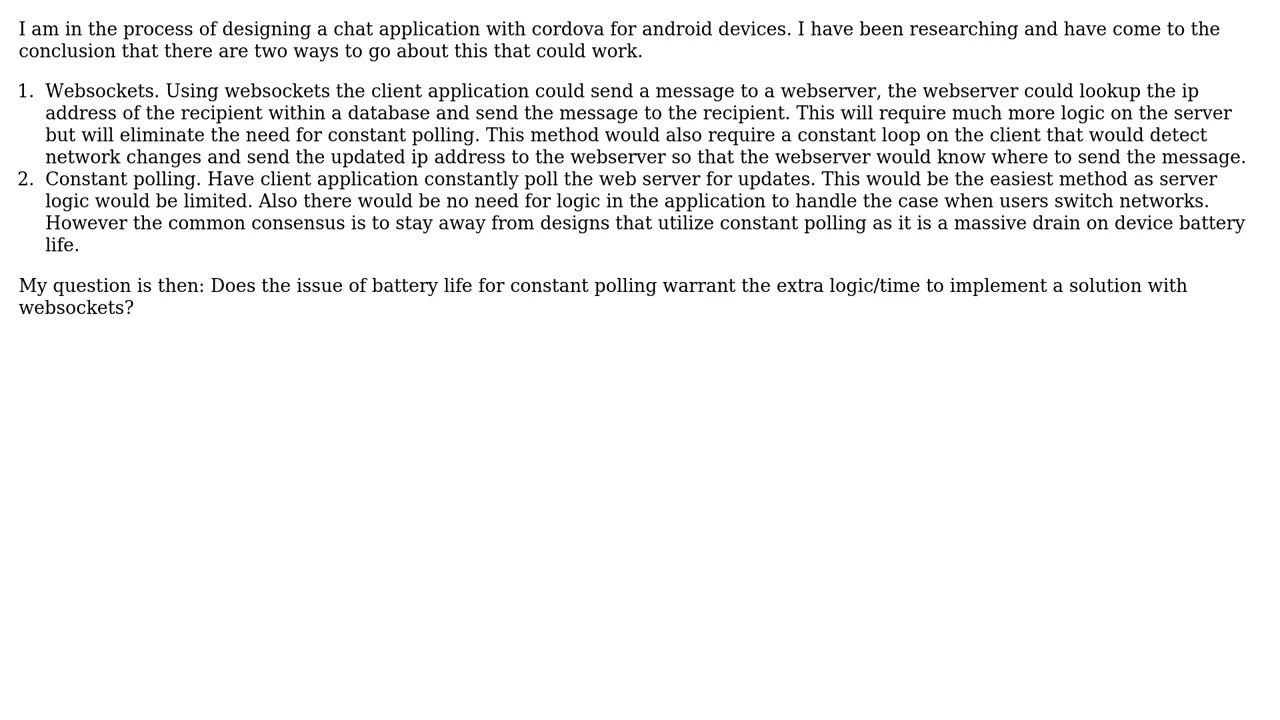 I am in the process of designing a chat application with cordova for android devices. I have been researching and have come to the
conclusion that there are two ways to go about this that could work.
1. Websockets. Using websockets the client application could send a message to a webserver, the webserver could lookup the ip
address of the recipient within a database and send the message to the recipient. This will require much more logic on the server
but will eliminate the need for constant polling. This method would also require a constant loop on the client that would detect
network changes and send the updated ip address to the webserver so that the webserver would know where to send the message.
2. Constant polling. Have client application constantly poll the web server for updates. This would be the easiest method as server
logic would be limited. Also there would be no need for logic in the application to handle the case when users switch networks.
However the common consensus is to stay away from designs that utilize constant polling as it is a massive drain on device battery
life.
My question is then: Does the issue of battery life for constant polling warrant the extra logic/time to implement a solution with
websockets?